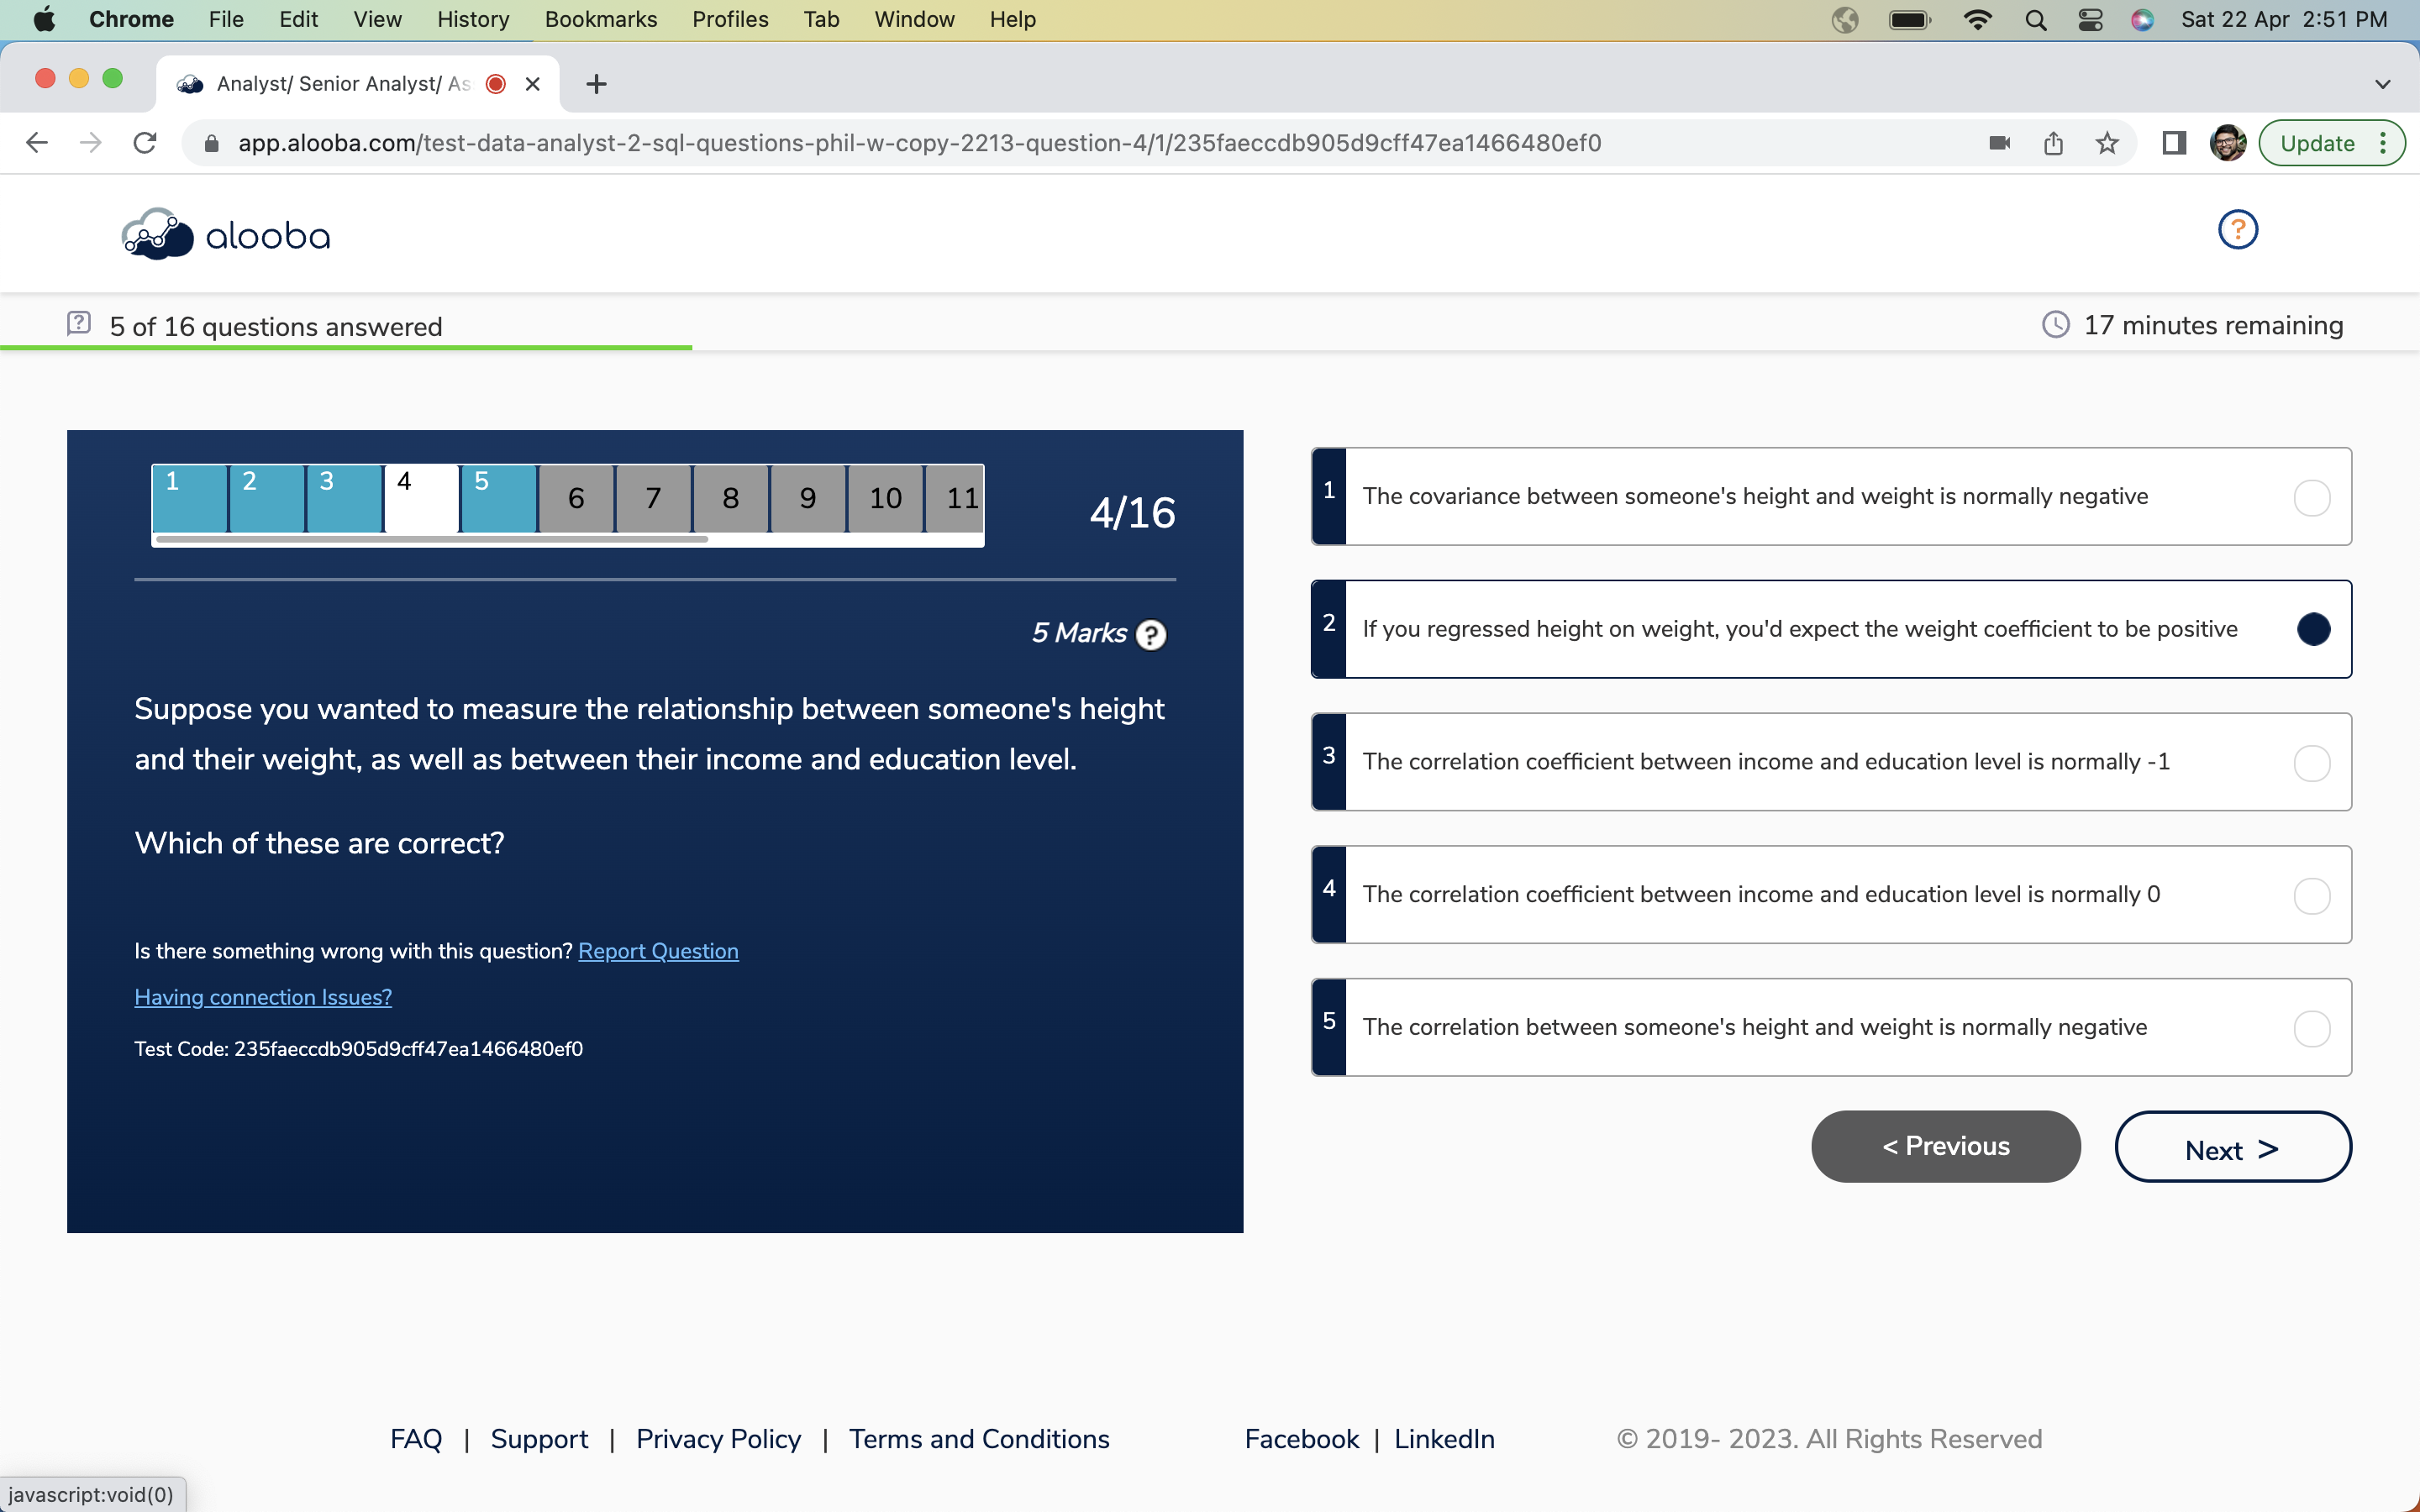 Chrome File Edit View History Bookmarks Profiles Tab Window Help Sat 22 Apr 2:51 PM
Analyst/ Senior Analyst/ As
app.alooba.com/test-data-analyst-2-sql-questions-phil-w-copy-2213-question-4/1/235faeccdb905d9cff47ea1466480ef0 Update
alooba ?
5 of 16 questions answered 17 minutes remaining
1 2 3 4 5 6 7 8 9 10 11 4/16
5 Marks ?
Suppose you wanted to measure the relationship between someone's height
and their weight, as well as between their income and education level.
Which of these are correct?
Is there something wrong with this question? Report Question
Having connection Issues?
Test Code: 235faeccdb905d9cff47ea1466480ef0
1 The covariance between someone's height and weight is normally negative
2 If you regressed height on weight, you'd expect the weight coefficient to be positive
3 The correlation coefficient between income and education level is normally -1
4 The correlation coefficient between income and education level is normally 0
5 The correlation between someone's height and weight is normally negative
< Previous Next >
FAQ | Support | Privacy Policy | Terms and Conditions Facebook | LinkedIn © 2019- 2023. All Rights Reserved
javascript:void(0)